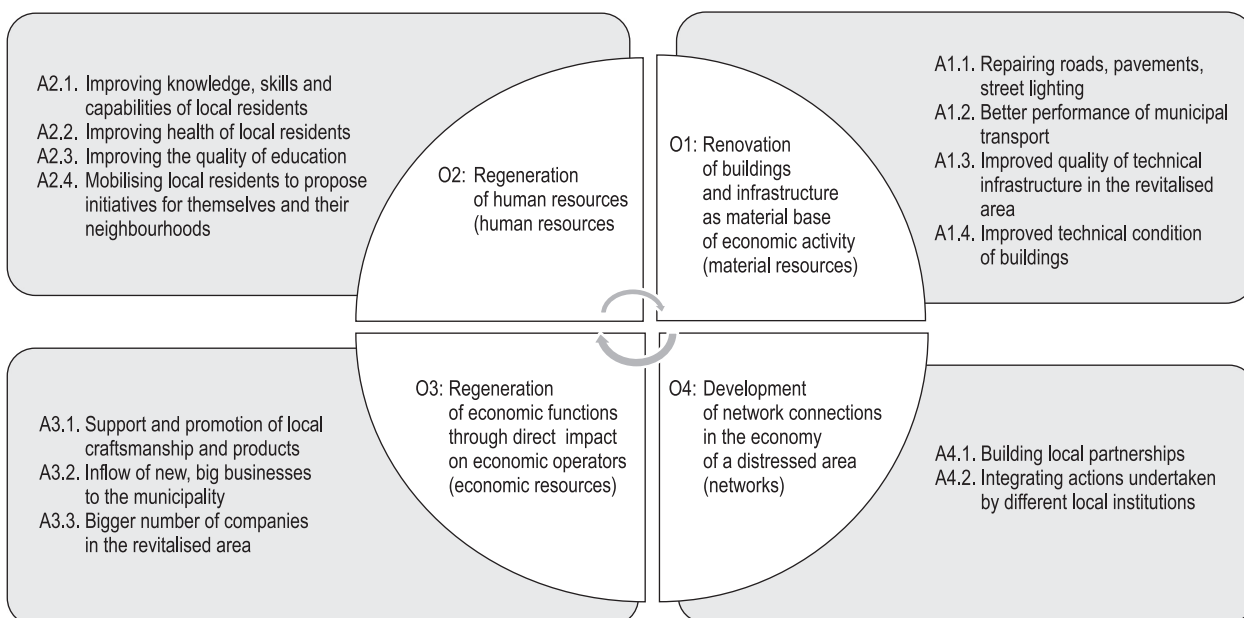 A2.1. Improving knowledge, skills and
capabilities of local residents
A2.2. Improving health of local residents
A2.3. Improving the quality of education
A2.4. Mobilising local residents to propose
initiatives for themselves and their
neighbourhoods
O2: Regeneration
of human resources
(human resources
O1: Renovation
of buildings
and infrastructure
as material base
of economic activity
(material resources)
A1.1. Repairing roads, pavements,
street lighting
A1.2. Better performance of municipal
transport
A1.3. Improved quality of technical
infrastructure in the revitalised
area
A1.4. Improved technical condition
of buildings
A3.1. Support and promotion of local
craftsmanship and products
A3.2. Inflow of new, big businesses
to the municipality
A3.3. Bigger number of companies
in the revitalised area
O3: Regeneration
of economic functions
through direct impact
on economic operators
(economic resources)
O4: Development
of network connections
in the economy
of a distressed area
(networks)
A4.1. Building local partnerships
A4.2. Integrating actions undertaken
by different local institutions